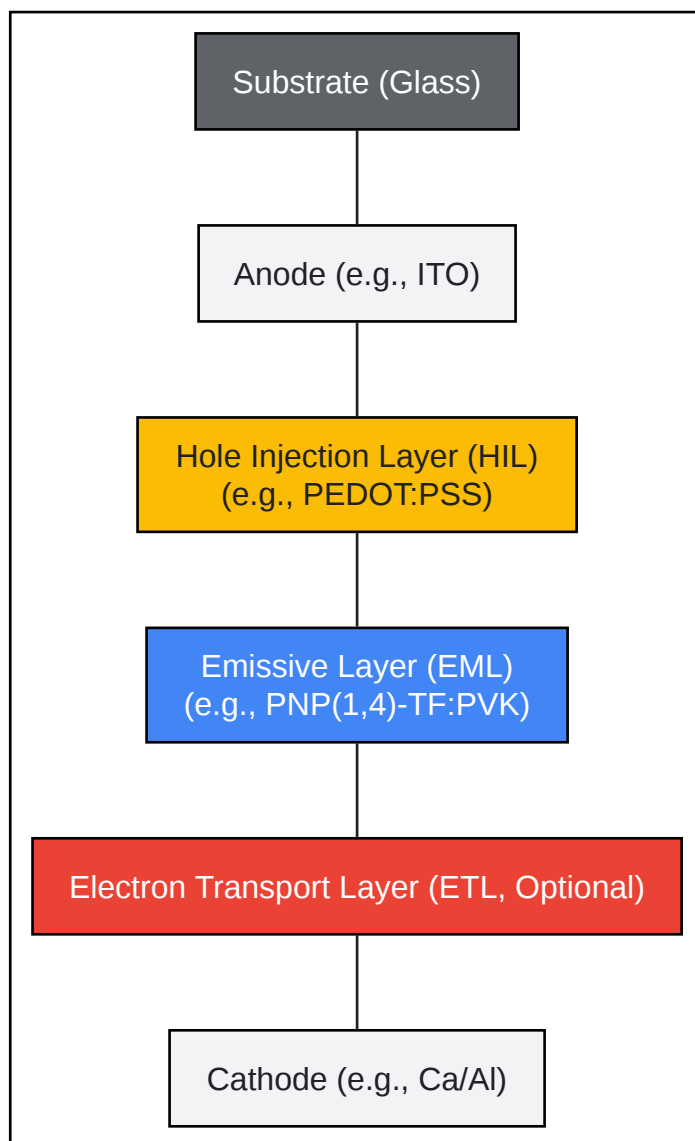 Substrate (Glass)
Anode (e.g., ITO)
Hole Injection Layer (HIL)
(e.g., PEDOT:PSS)
Emissive Layer (EML)
(e.g., PNP(1,4)-TF:PVK)
Electron Transport Layer (ETL, Optional)
Cathode (e.g., Ca/Al)